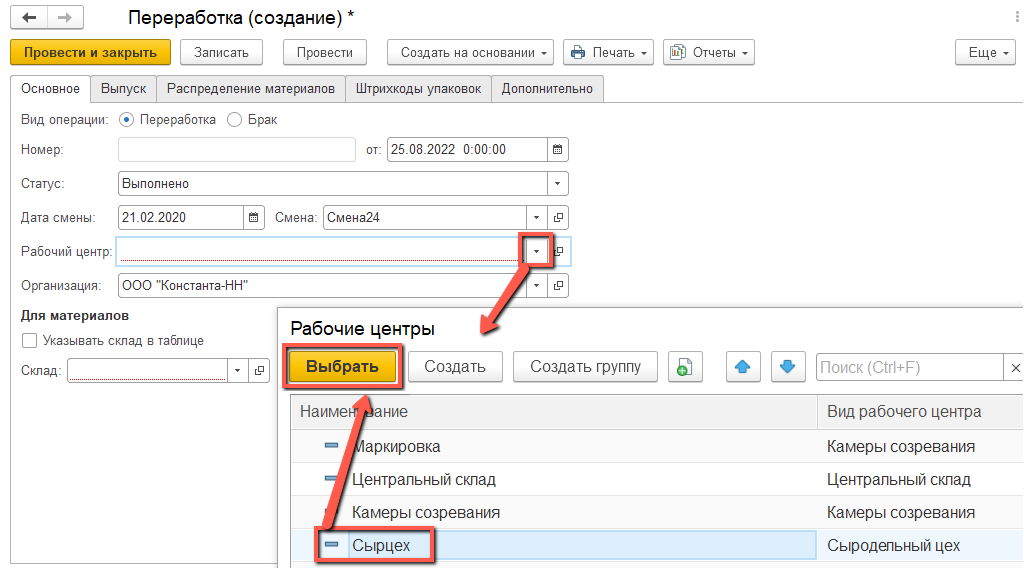 Переработка (создание) *
Провести и закрыть Записать Провести Создать на основании Печать Отчеты Еще
Основное Выпуск Распределение материалов Штрихкоды упаковок Дополнительно
Вид операции: Переработка Брак
Номер: от: 25.08.2022 0:00:00
Статус: Выполнено
Дата смены: 21.02.2020 Смена: Смена24
Рабочий центр:
Организация: ООО "Константа-НН"
Для материалов
Указывать склад в таблице
Склад:
Рабочие центры
Выбрать Создать Создать группу Поиск (Ctrl+F)
Наименование Вид рабочего центра
Маркировка Камеры созревания
Центральный склад Центральный склад
Камеры созревания Камеры созревания
Сырцех Сыродельный цех